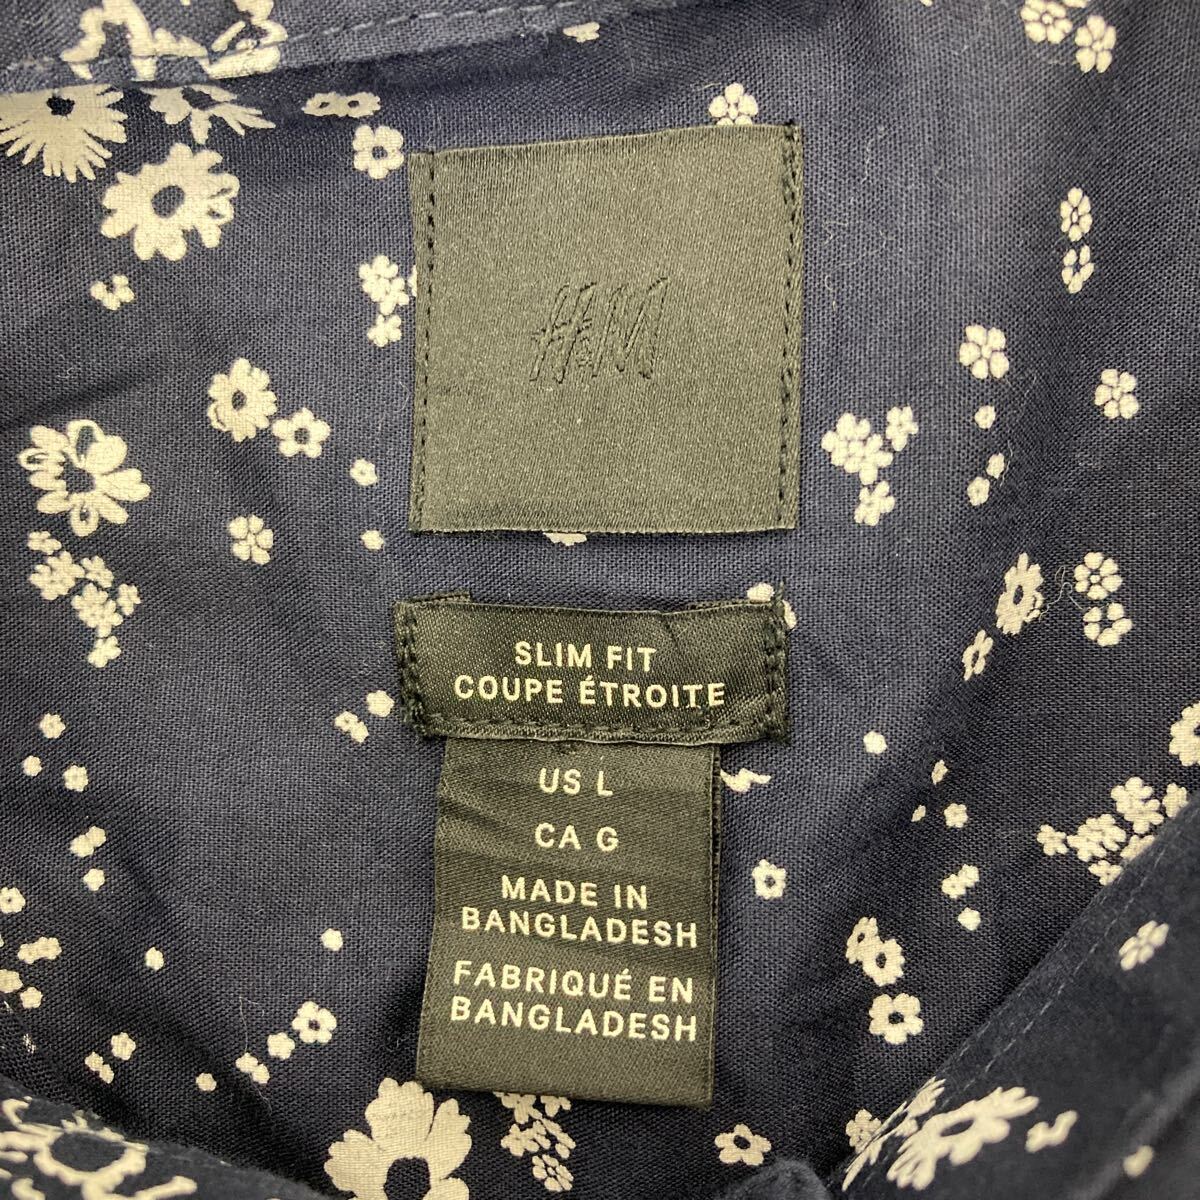 H&M
SLIM FIT
COUPE ÉTROITE
US L
CA G
MADE IN
BANGLADESH
FABRIQUÉ EN
BANGLADESH